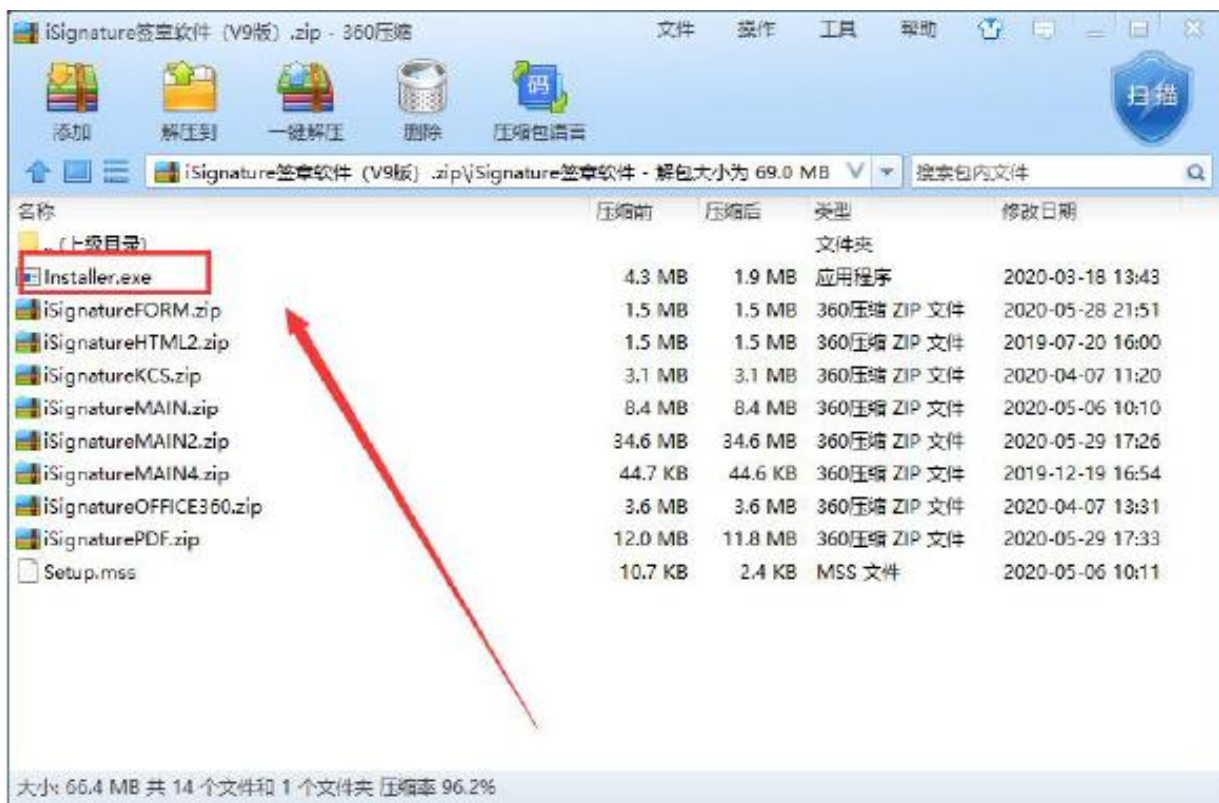 iSignature签章软件（V9版）.zip - 360压缩 文件 操作 工具 帮助
添加 解压到 一键解压 删除 压缩包语言 扫描
码
iSignature签章软件（V9版）.zip\iSignature签章软件 - 解包大小为 69.0 MB 搜索包内文件
名称 压缩前 压缩后 类型 修改日期
.. (上级目录) 文件夹
Installer.exe 4.3 MB 1.9 MB 应用程序 2020-03-18 13:43
iSignatureFORM.zip 1.5 MB 1.5 MB 360压缩 ZIP 文件 2020-05-28 21:51
iSignatureHTML2.zip 1.5 MB 1.5 MB 360压缩 ZIP 文件 2019-07-20 16:00
iSignatureKCS.zip 3.1 MB 3.1 MB 360压缩 ZIP 文件 2020-04-07 11:20
iSignatureMAIN.zip 8.4 MB 8.4 MB 360压缩 ZIP 文件 2020-05-06 10:10
iSignatureMAIN2.zip 34.6 MB 34.6 MB 360压缩 ZIP 文件 2020-05-29 17:26
iSignatureMAIN4.zip 44.7 KB 44.6 KB 360压缩 ZIP 文件 2019-12-19 16:54
iSignatureOFFICE360.zip 3.6 MB 3.6 MB 360压缩 ZIP 文件 2020-04-07 13:31
iSignaturePDF.zip 12.0 MB 11.8 MB 360压缩 ZIP 文件 2020-05-29 17:33
Setup.mss 10.7 KB 2.4 KB MSS 文件 2020-05-06 10:11
大小: 66.4 MB 共 14 个文件和 1 个文件夹 压缩率 96.2%